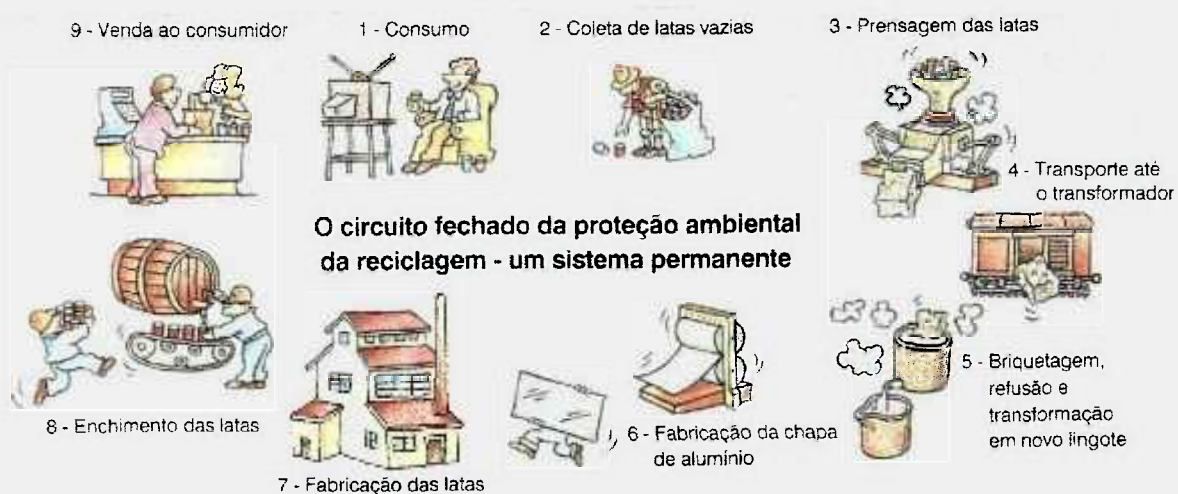 9 - Venda ao consumidor
1 - Consumo
2 - Coleta de latas vazias
3 - Prensagem das latas
4 - Transporte até
o transformador
O circuito fechado da proteção ambiental
da reciclagem - um sistema permanente
5 - Briquetagem,
refusão e
transformação
em novo lingote
6 - Fabricação da chapa
de alumínio
7 - Fabricação das latas
8 - Enchimento das latas